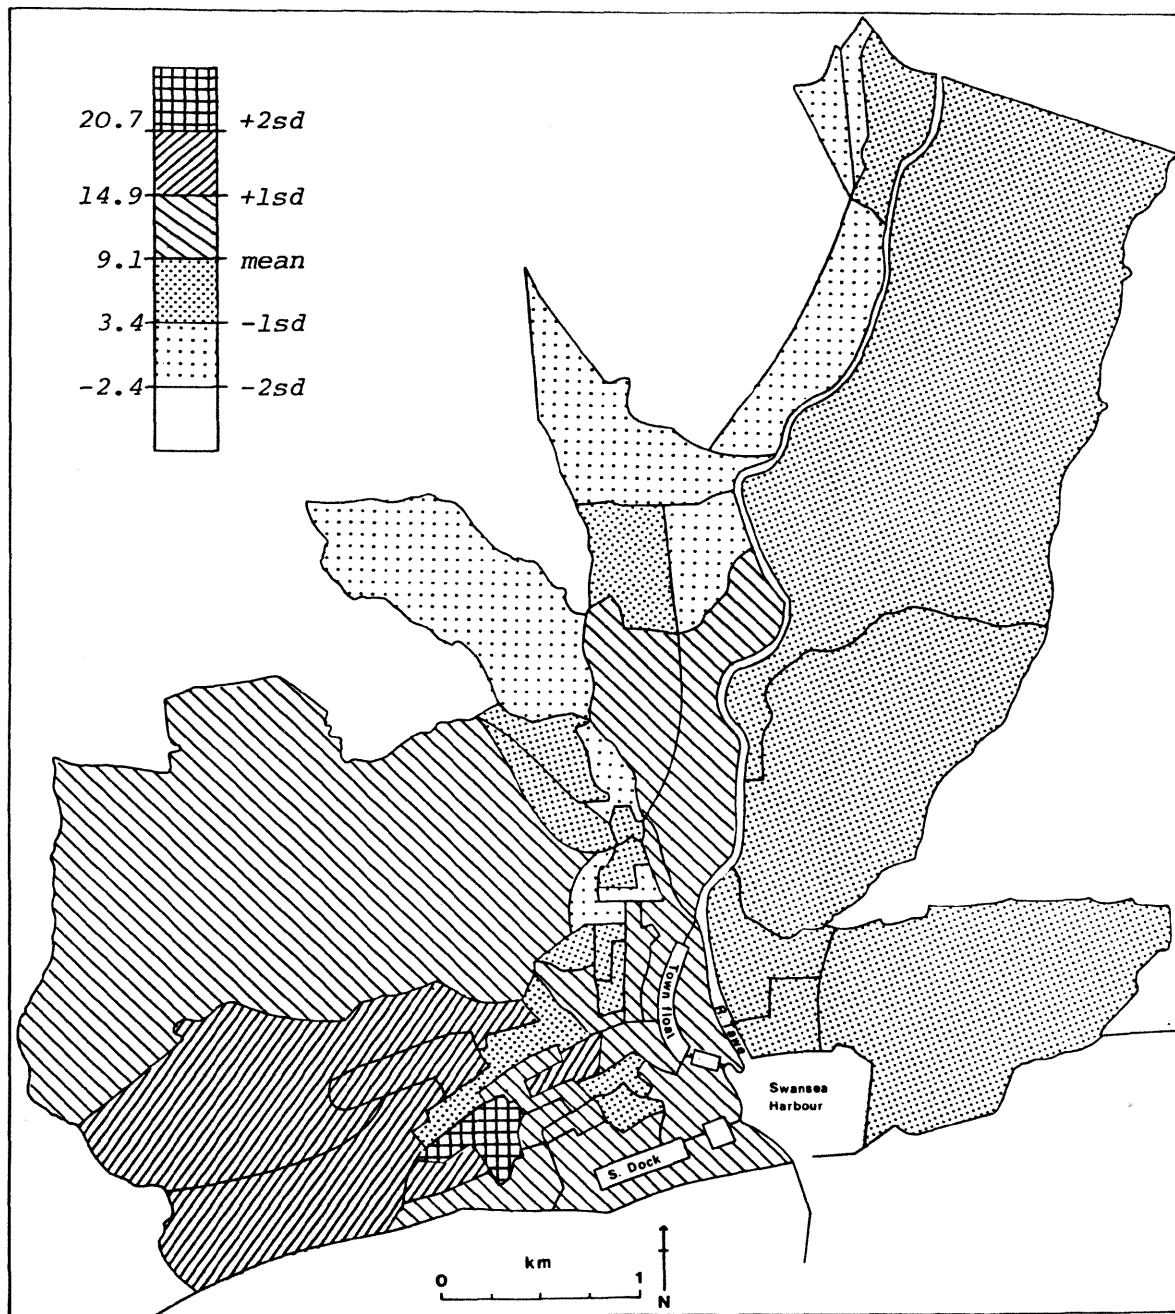 20.7 +2sd
14.9 +1sd
9.1 mean
3.4 -1sd
-2.4 -2sd
Town Float
R. Tawe
Swansea
Harbour
S. Dock
km
0 1
N